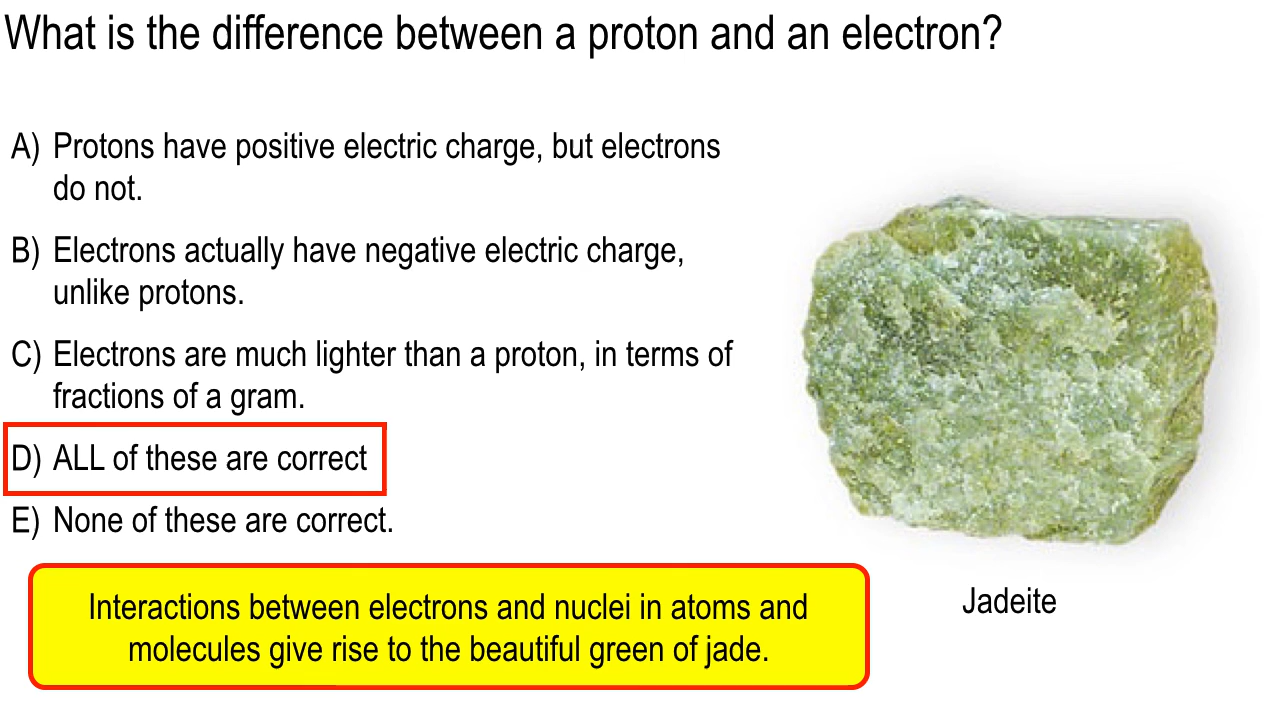 What is the difference between a proton and an electron?
A) Protons have positive electric charge, but electrons
do not.
B) Electrons actually have negative electric charge,
unlike protons.
C) Electrons are much lighter than a proton, in terms of
fractions of a gram.
D) ALL of these are correct
E) None of these are correct.
Interactions between electrons and nuclei in atoms and
molecules give rise to the beautiful green of jade.
Jadeite